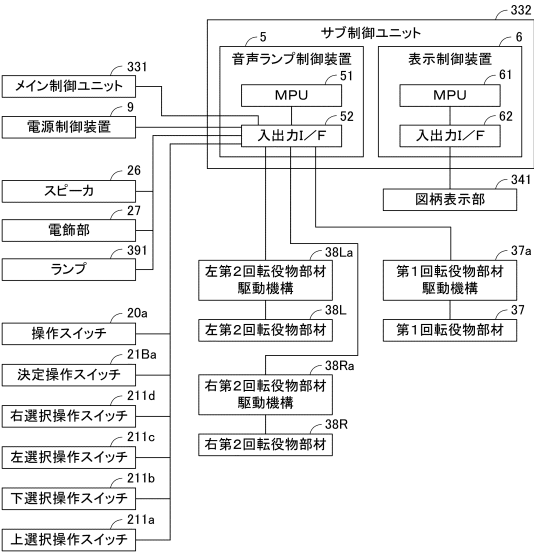 332
サブ制御ユニット
5
音声ランプ制御装置
51
MPU
52
入出力I/F
6
表示制御装置
61
MPU
62
入出力I/F
331
メイン制御ユニット
9
電源制御装置
26
スピーカ
27
電飾部
391
ランプ
341
図柄表示部
38La
左第2回転役物部材
駆動機構
38L
左第2回転役物部材
37a
第1回転役物部材
駆動機構
37
第1回転役物部材
38Ra
右第2回転役物部材
駆動機構
38R
右第2回転役物部材
20a
操作スイッチ
21Ba
決定操作スイッチ
211d
右選択操作スイッチ
211c
左選択操作スイッチ
211b
下選択操作スイッチ
211a
上選択操作スイッチ